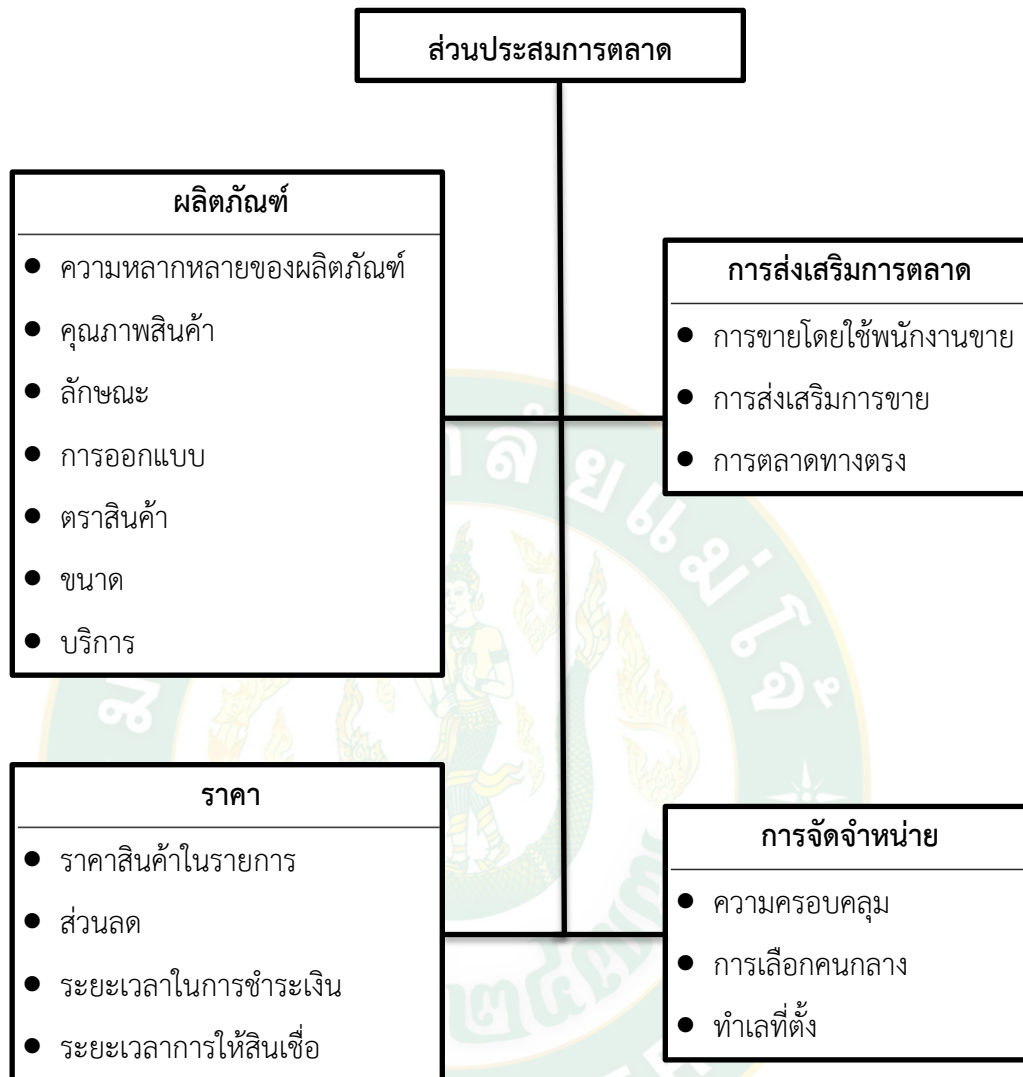 ส่วนประสมการตลาด
ผลิตภัณฑ์
● ความหลากหลายของผลิตภัณฑ์
● คุณภาพสินค้า
● ลักษณะ
● การออกแบบ
● ตราสินค้า
● ขนาด
● บริการ
การส่งเสริมการตลาด
● การขายโดยใช้พนักงานขาย
● การส่งเสริมการขาย
● การตลาดทางตรง
ราคา
● ราคาสินค้าในรายการ
● ส่วนลด
● ระยะเวลาในการชำระเงิน
● ระยะเวลาการให้สินเชื่อ
การจัดจำหน่าย
● ความครอบคลุม
● การเลือกคนกลาง
● ทำเลที่ตั้ง